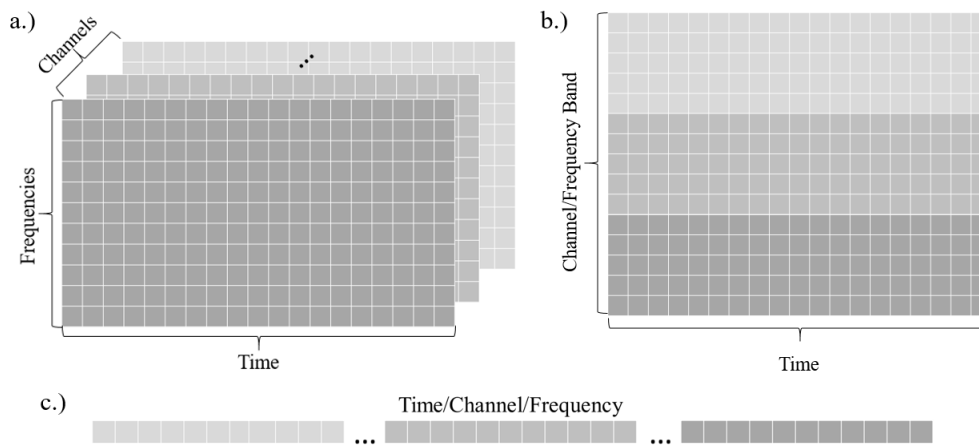 a.)
Channels
Frequencies
Time
b.)
Channel/Frequency Band
Time
c.)
Time/Channel/Frequency
... ...